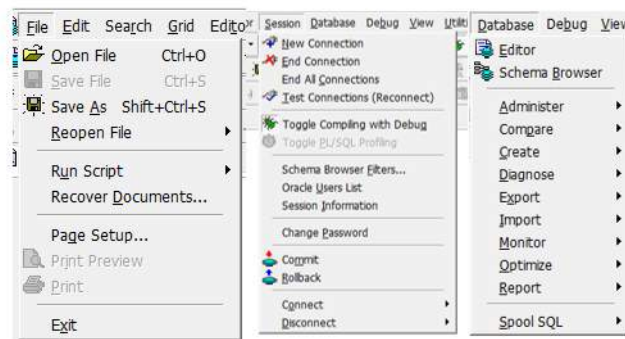 File Edit Search Grid Edito
Open File Ctrl+O
Save File Ctrl+S
Save As Shift+Ctrl+S
Reopen File
Run Script
Recover Documents...
Page Setup...
Print Preview
Print
Exit
Session Database Debug View Utiliti
New Connection
End Connection
End All Connections
Test Connections (Reconnect)
Toggle Compiling with Debug
Toggle PL/SQL Profiling
Schema Browser Filters...
Oracle Users List
Session Information
Change Password
Commit
Rollback
Connect
Disconnect
Database Debug View
Editor
Schema Browser
Administer
Compare
Create
Diagnose
Export
Import
Monitor
Optimize
Report
Spool SQL